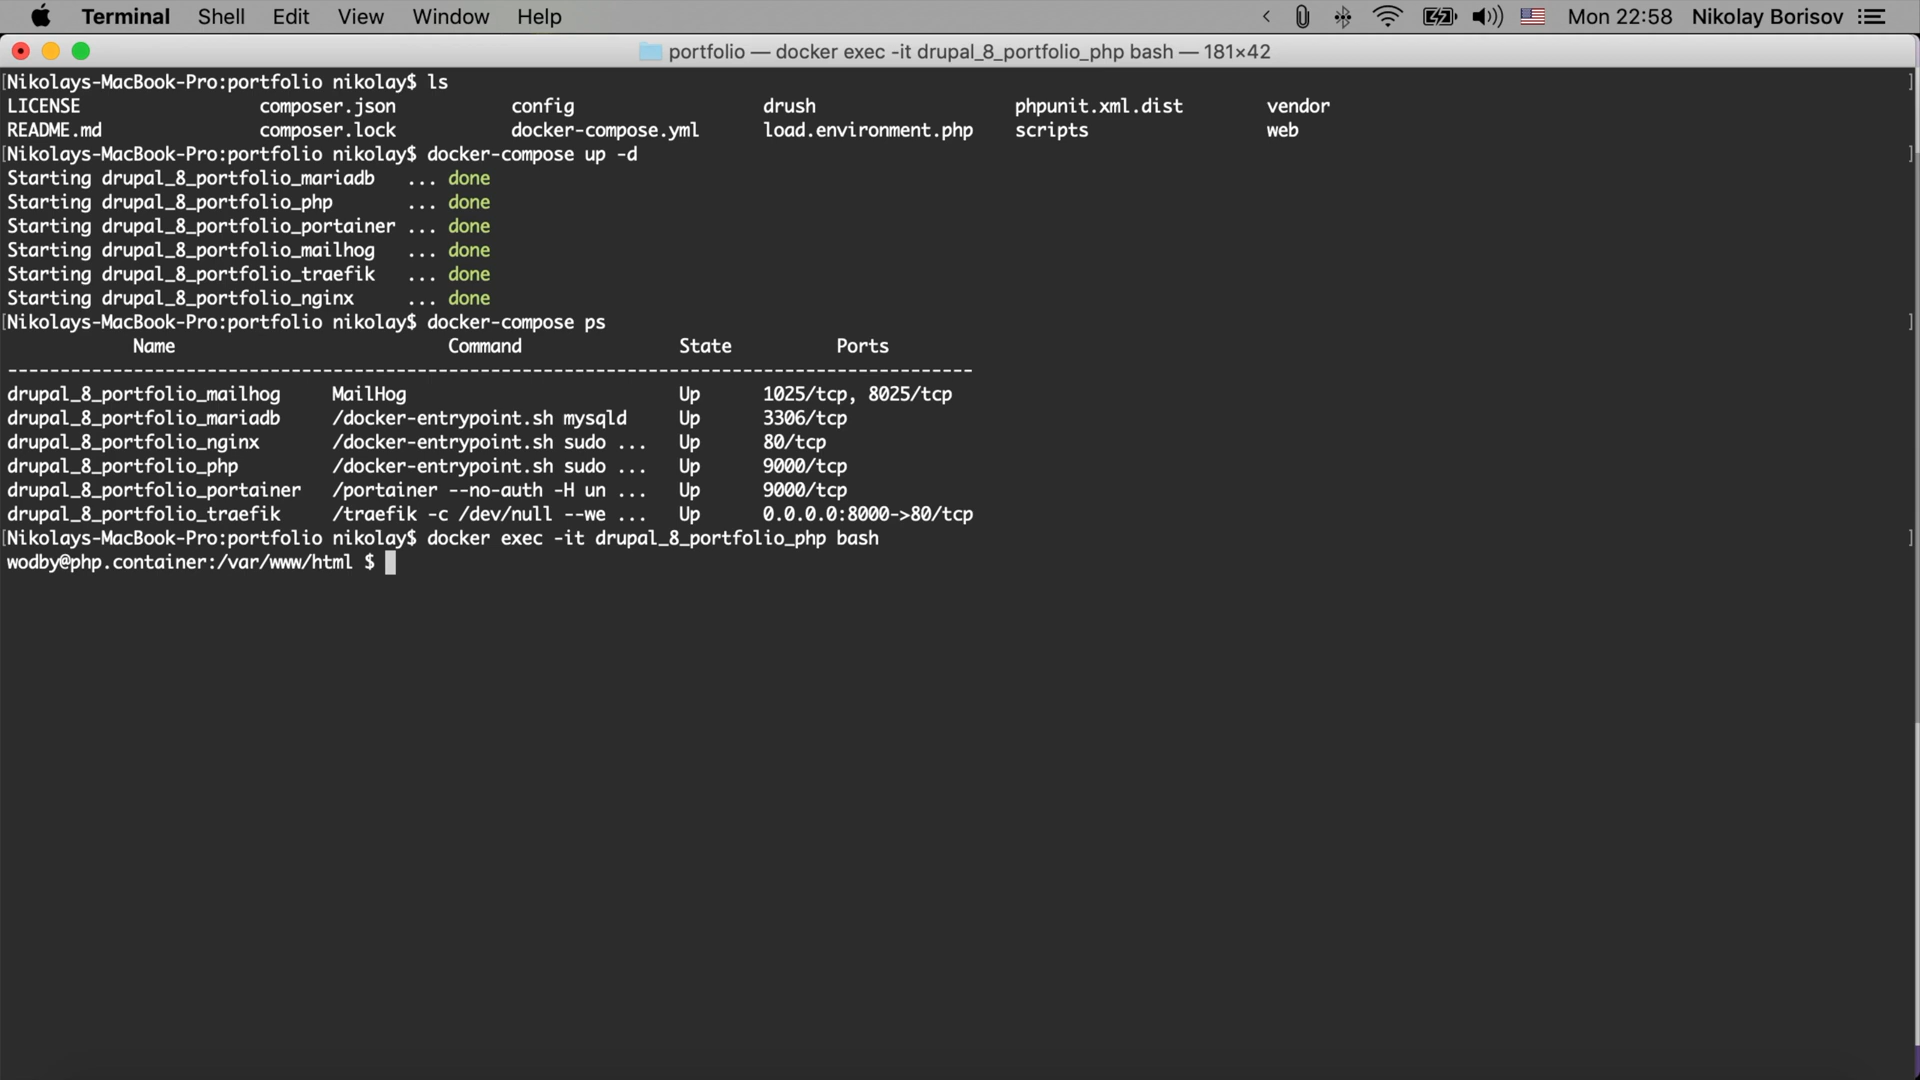 Terminal Shell Edit View Window Help Mon 22:58 Nikolay Borisov
portfolio — docker exec -it drupal_8_portfolio_php bash — 181×42
[Nikolays-MacBook-Pro:portfolio nikolay$ ls ]
LICENSE composer.json config drush phpunit.xml.dist vendor
README.md composer.lock docker-compose.yml load.environment.php scripts web
[Nikolays-MacBook-Pro:portfolio nikolay$ docker-compose up -d ]
Starting drupal_8_portfolio_mariadb ... done
Starting drupal_8_portfolio_php ... done
Starting drupal_8_portfolio_portainer ... done
Starting drupal_8_portfolio_mailhog ... done
Starting drupal_8_portfolio_traefik ... done
Starting drupal_8_portfolio_nginx ... done
[Nikolays-MacBook-Pro:portfolio nikolay$ docker-compose ps ]
Name Command State Ports
--------------------------------------------------------------------------------------------
drupal_8_portfolio_mailhog MailHog Up 1025/tcp, 8025/tcp
drupal_8_portfolio_mariadb /docker-entrypoint.sh mysqld Up 3306/tcp
drupal_8_portfolio_nginx /docker-entrypoint.sh sudo ... Up 80/tcp
drupal_8_portfolio_php /docker-entrypoint.sh sudo ... Up 9000/tcp
drupal_8_portfolio_portainer /portainer --no-auth -H un ... Up 9000/tcp
drupal_8_portfolio_traefik /traefik -c /dev/null --we ... Up 0.0.0.0:8000->80/tcp
[Nikolays-MacBook-Pro:portfolio nikolay$ docker exec -it drupal_8_portfolio_php bash ]
wodby@php.container:/var/www/html $